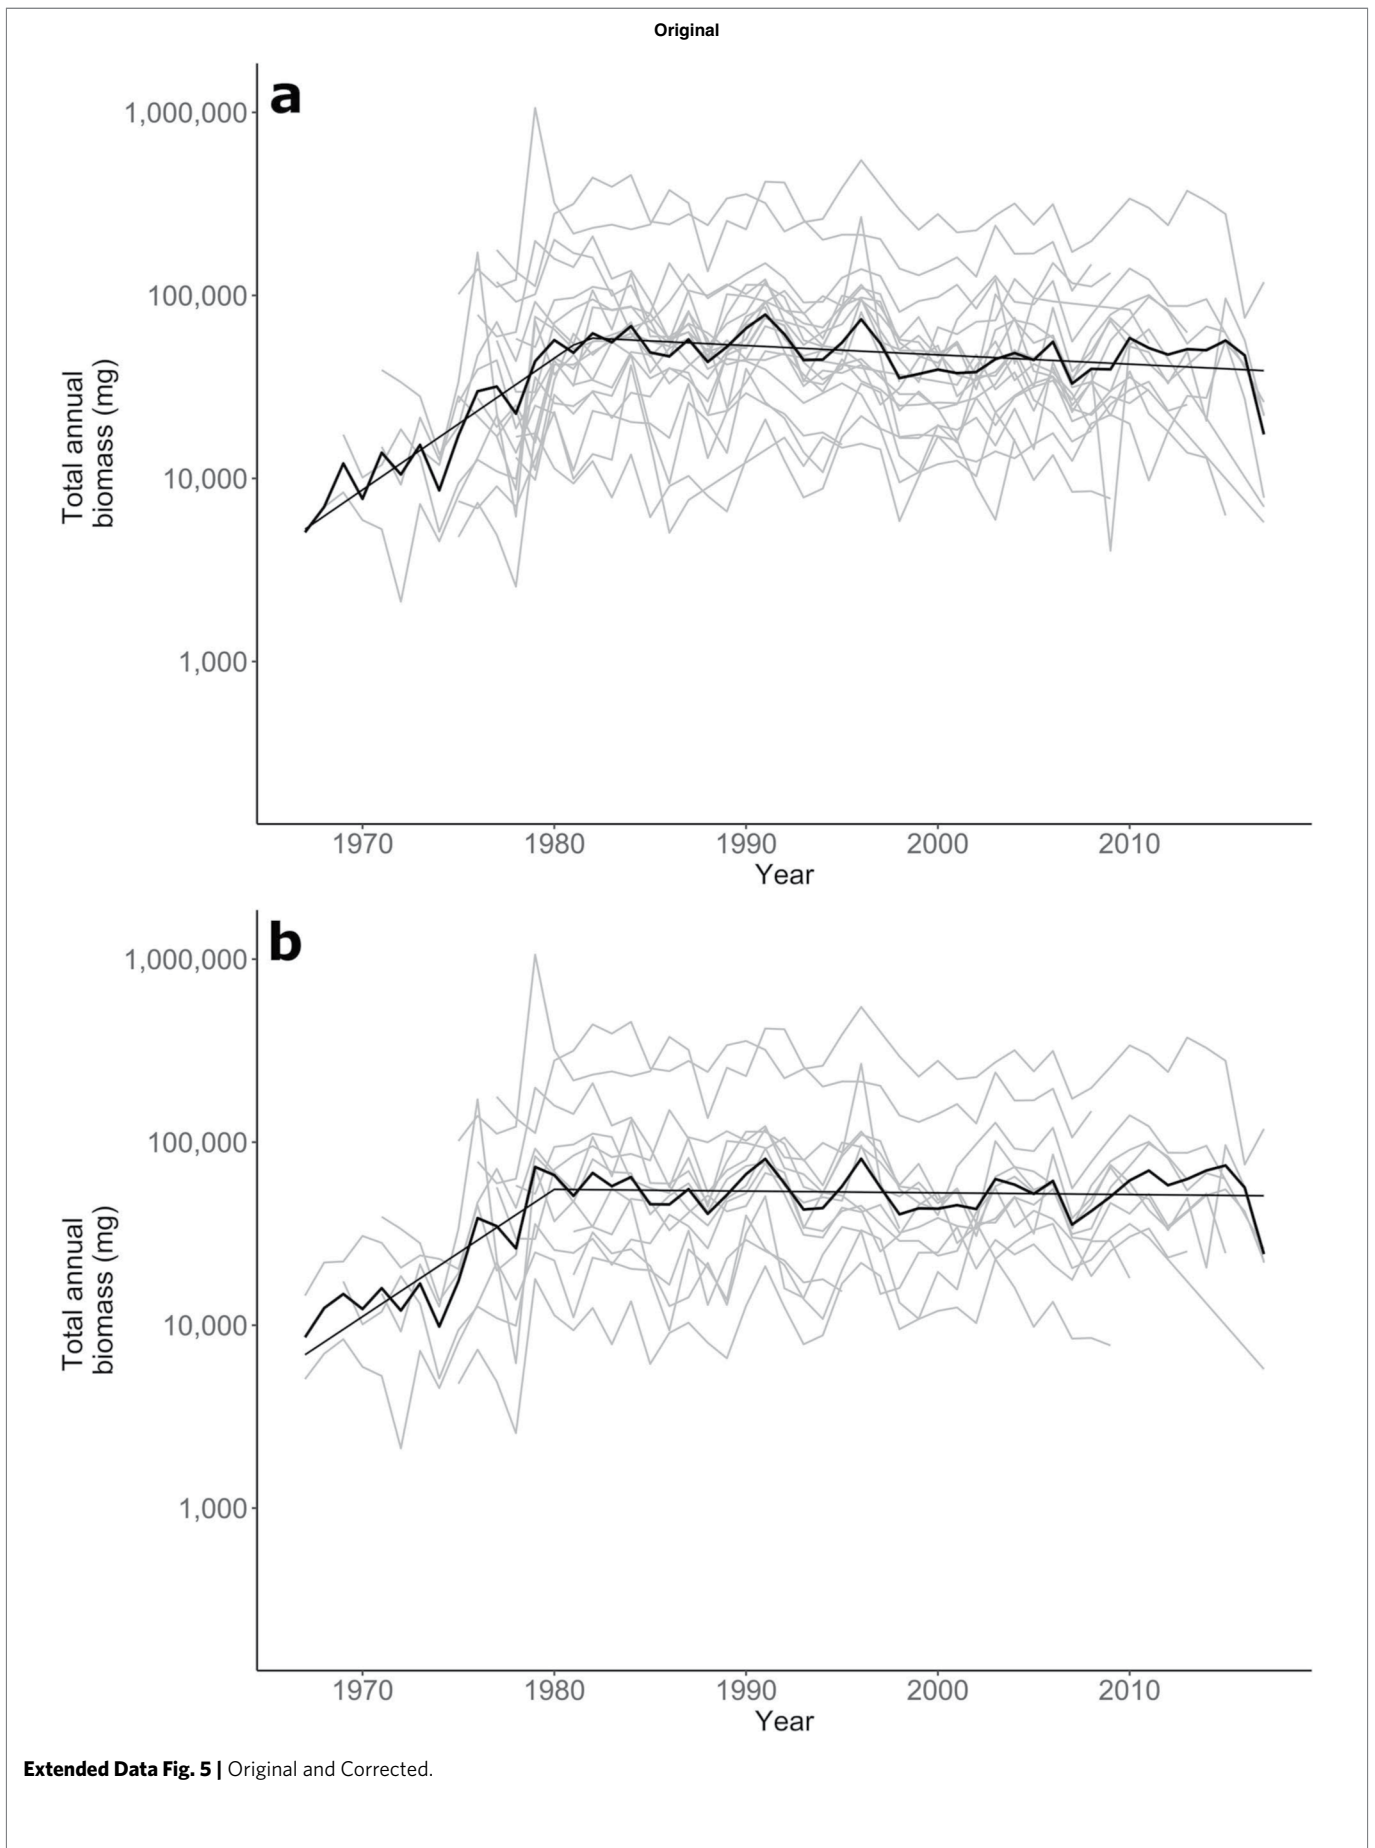 Original
a
1,000,000
100,000
10,000
1,000
Total annual
biomass (mg)
1970 1980 1990 2000 2010
Year
b
1,000,000
100,000
10,000
1,000
Total annual
biomass (mg)
1970 1980 1990 2000 2010
Year
Extended Data Fig. 5 | Original and Corrected.